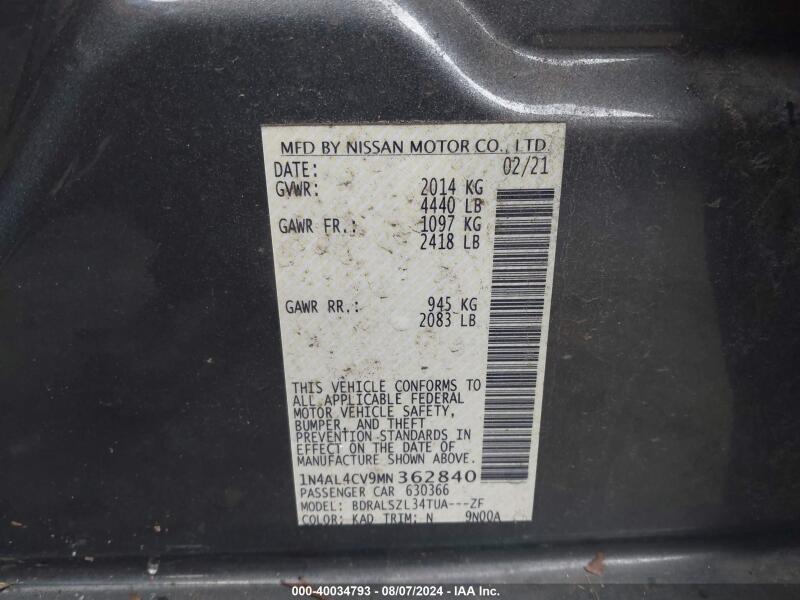 MFD BY NISSAN MOTOR CO., LTD.
DATE: 02/21
GVWR: 2014 KG
4440 LB
GAWR FR.: 1097 KG
2418 LB
GAWR RR.: 945 KG
2083 LB
THIS VEHICLE CONFORMS TO
ALL APPLICABLE FEDERAL
MOTOR VEHICLE SAFETY,
BUMPER, AND THEFT
PREVENTION STANDARDS IN
EFFECT ON THE DATE OF
MANUFACTURE SHOWN ABOVE.
1N4AL4CV9MN362840
PASSENGER CAR 630366
MODEL: BDRALSZL34TUA---ZF
COLOR: KAD TRIM: N 9N00A
000-40034793 - 08/07/2024 - IAA Inc.